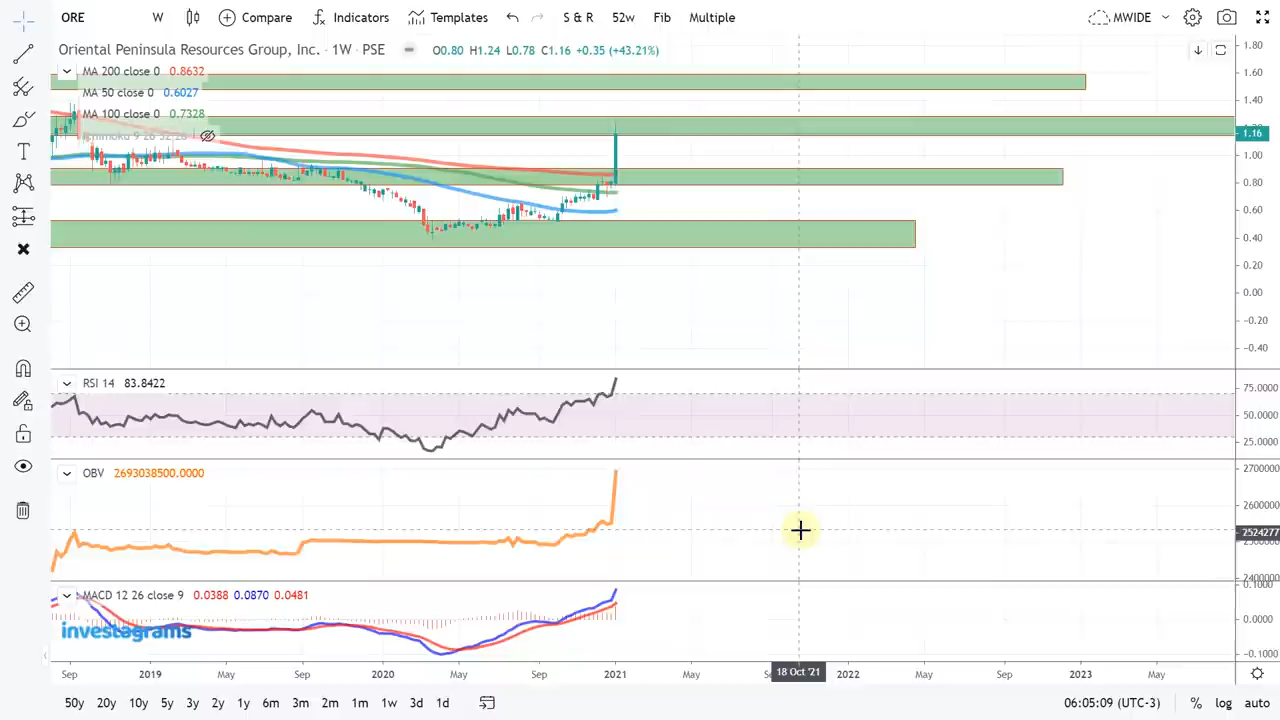 ORE W Compare Indicators Templates S & R 52w Fib Multiple MWIDE
Oriental Peninsula Resources Group, Inc. · 1W · PSE O0.80 H1.24 L0.78 C1.16 +0.35 (+43.21%)
MA 200 close 0 0.8632
MA 50 close 0 0.6027
MA 100 close 0 0.7328
Ichimoku 9 26 52 26
1.80
1.60
1.40
1.16
1.00
0.80
0.60
0.40
0.20
0.00
−0.20
−0.40
RSI 14 83.8422
75.0000
50.0000
25.0000
OBV 2693038500.0000
2700000
2600000
2524277
2400000
MACD 12 26 close 9 0.0388 0.0870 0.0481
0.1000
0.0000
−0.1000
investagrams
Sep 2019 May Sep 2020 May Sep 2021 May 18 Oct '21 2022 May Sep 2023 May
50y 20y 10y 5y 3y 2y 1y 6m 3m 2m 1m 1w 3d 1d 06:05:09 (UTC-3) % log auto